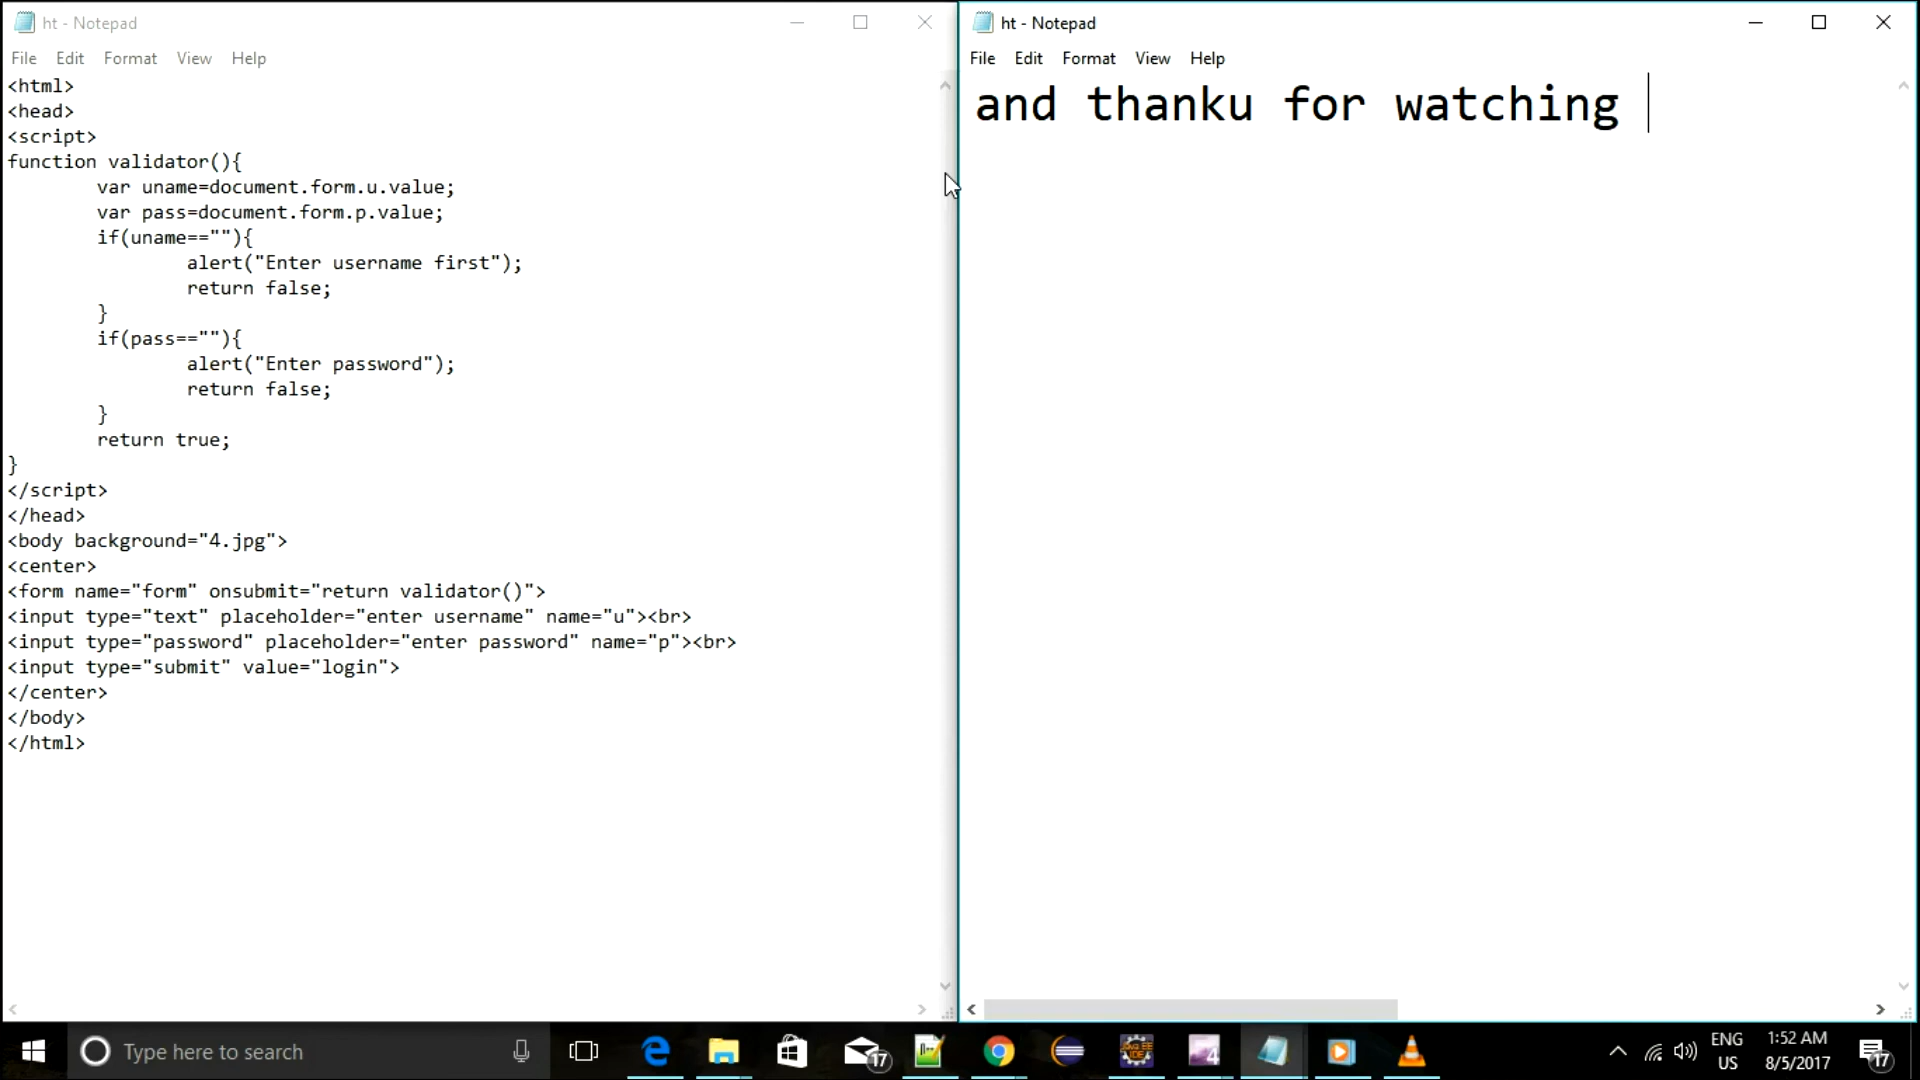 ht - Notepad
File Edit Format View Help
<html>
<head>
<script>
function validator(){
        var uname=document.form.u.value;
        var pass=document.form.p.value;
        if(uname==""){
                alert("Enter username first");
                return false;
        }
        if(pass==""){
                alert("Enter password");
                return false;
        }
        return true;
}
</script>
</head>
<body background="4.jpg">
<center>
<form name="form" onsubmit="return validator()">
<input type="text" placeholder="enter username" name="u"><br>
<input type="password" placeholder="enter password" name="p"><br>
<input type="submit" value="login">
</center>
</body>
</html>
ht - Notepad
File Edit Format View Help
and thanku for watching
Type here to search
17
4
ENG
US
1:52 AM
8/5/2017
17